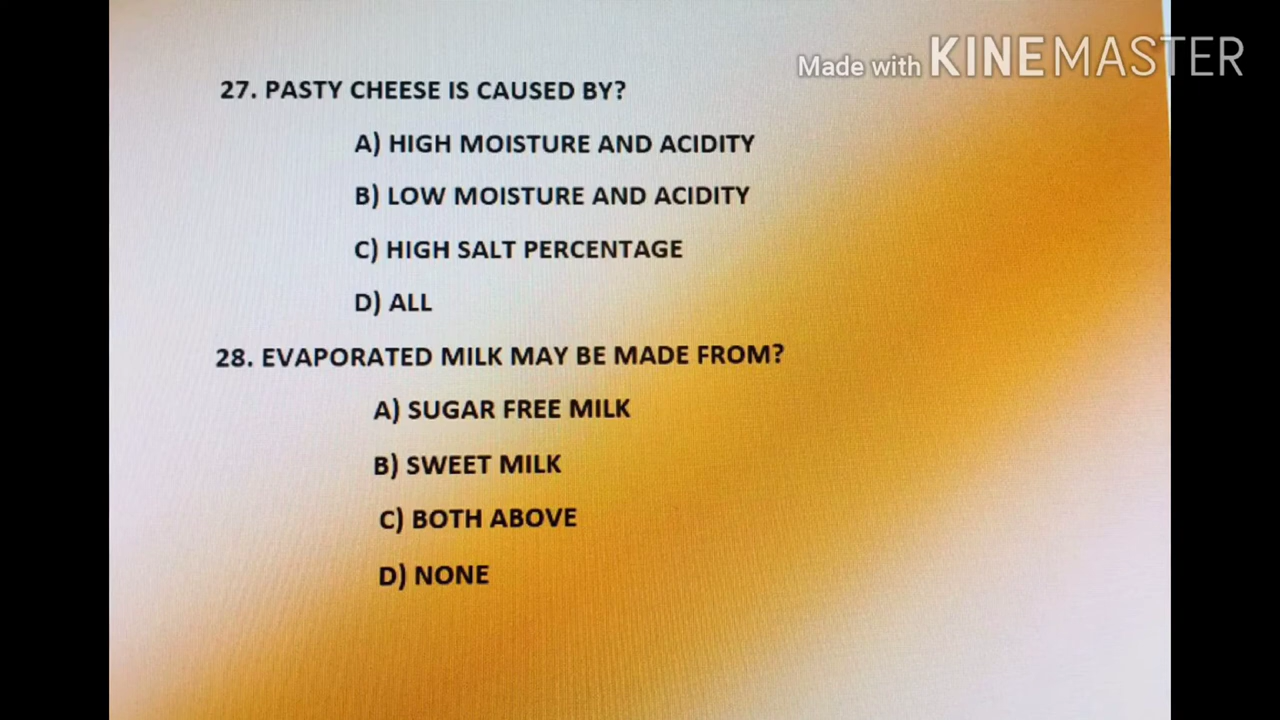 Made with KINEMASTER
27. PASTY CHEESE IS CAUSED BY?
A) HIGH MOISTURE AND ACIDITY
B) LOW MOISTURE AND ACIDITY
C) HIGH SALT PERCENTAGE
D) ALL
28. EVAPORATED MILK MAY BE MADE FROM?
A) SUGAR FREE MILK
B) SWEET MILK
C) BOTH ABOVE
D) NONE